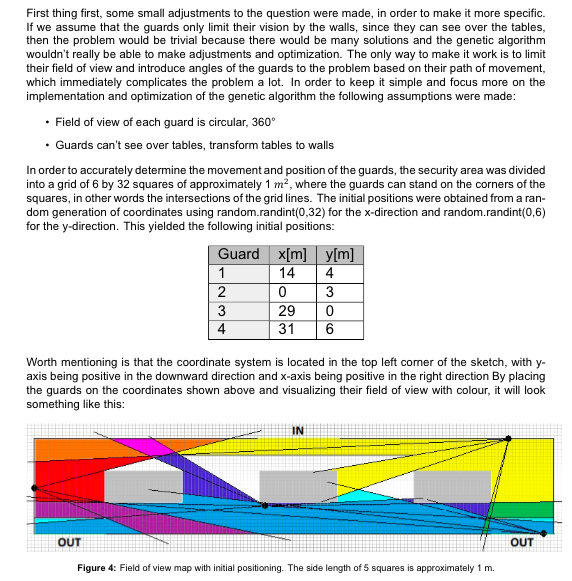 First thing first, some small adjustments to the question were made, in order to make it more specific.
If we assume that the guards only limit their vision by the walls, since they can see over the tables,
then the problem would be trivial because there would be many solutions and the genetic algorithm
wouldn't really be able to make adjustments and optimization. The only way to make it work is to limit
their field of view and introduce angles of the guards to the problem based on their path of movement,
which immediately complicates the problem a lot. In order to keep it simple and focus more on the
implementation and optimization of the genetic algorithm the following assumptions were made:
• Field of view of each guard is circular, 360°
• Guards can't see over tables, transform tables to walls
In order to accurately determine the movement and position of the guards, the security area was divided
into a grid of 6 by 32 squares of approximately 1 m², where the guards can stand on the corners of the
squares, in other words the intersections of the grid lines. The initial positions were obtained from a ran-
dom generation of coordinates using random.randint(0,32) for the x-direction and random.randint(0,6)
for the y-direction. This yielded the following initial positions:
Guard x[m] y[m]
1 14 4
2 0 3
3 29 0
4 31 6
Worth mentioning is that the coordinate system is located in the top left corner of the sketch, with y-
axis being positive in the downward direction and x-axis being positive in the right direction By placing
the guards on the coordinates shown above and visualizing their field of view with colour, it will look
something like this:
IN
OUT OUT
Figure 4: Field of view map with initial positioning. The side length of 5 squares is approximately 1 m.